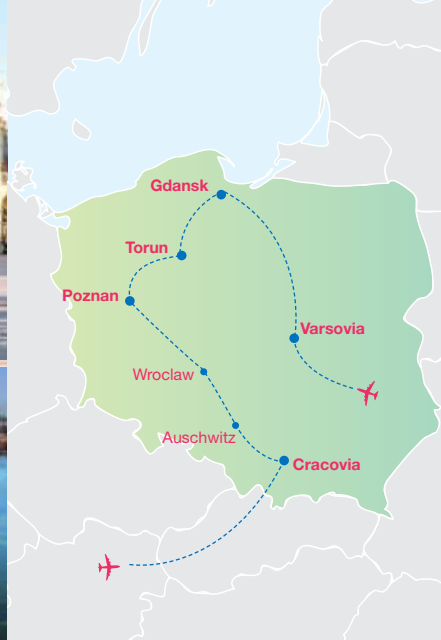 Gdansk
Torun
Poznan
Varsovia
Wroclaw
Auschwitz
Cracovia